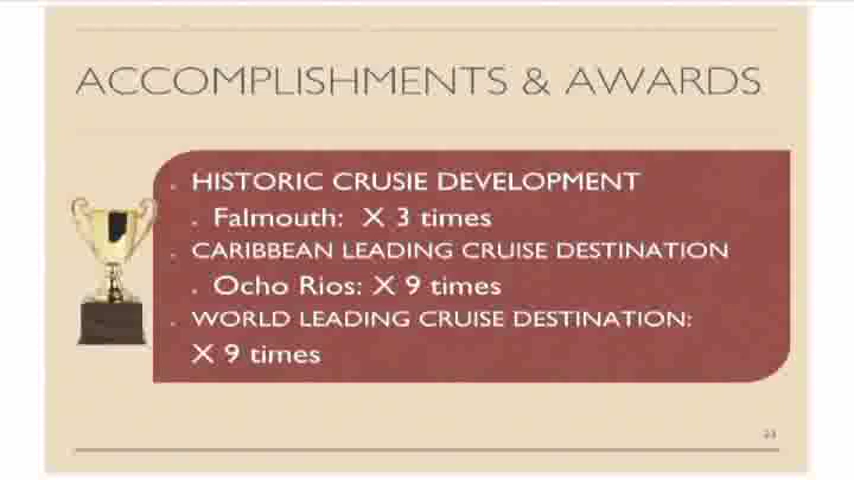 ACCOMPLISHMENTS & AWARDS
HISTORIC CRUSIE DEVELOPMENT
Falmouth: X 3 times
CARIBBEAN LEADING CRUISE DESTINATION
Ocho Rios: X 9 times
WORLD LEADING CRUISE DESTINATION:
X 9 times